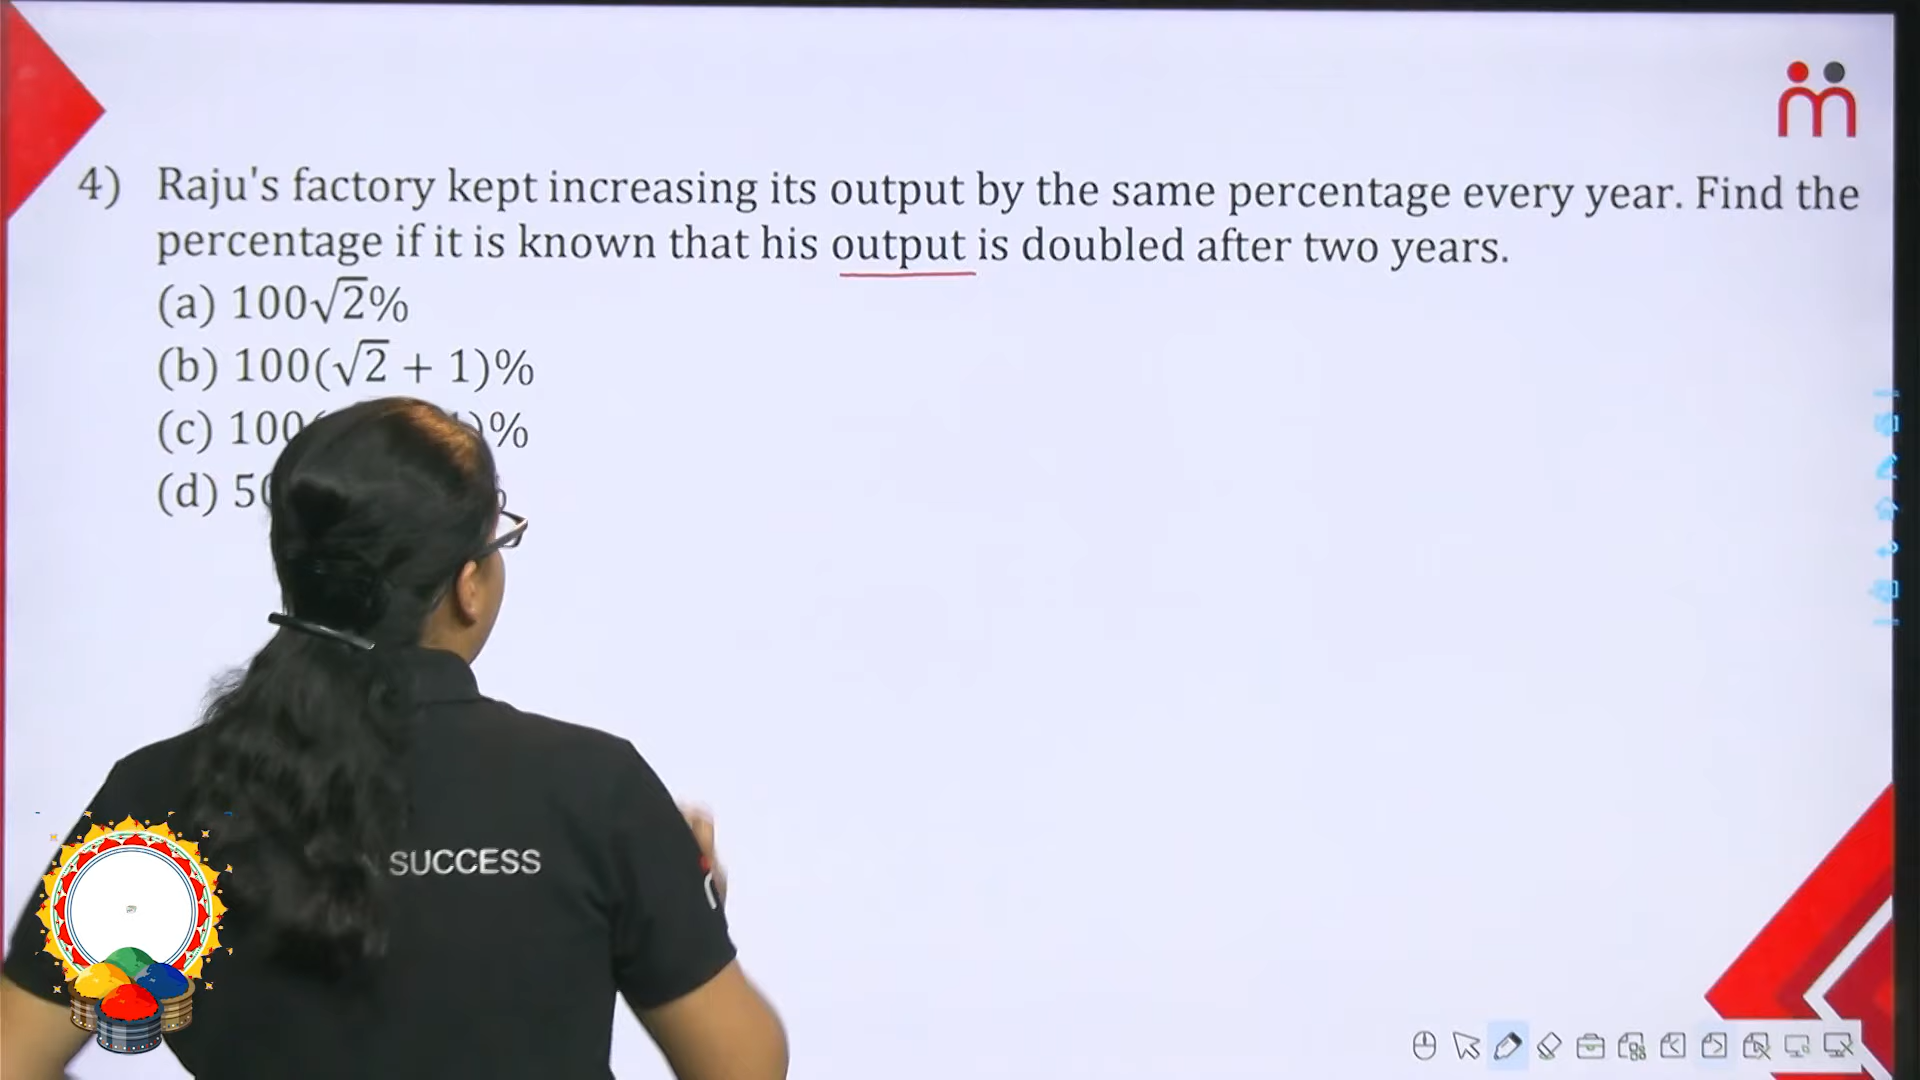 4) Raju's factory kept increasing its output by the same percentage every year. Find the
percentage if it is known that his output is doubled after two years.
(a) 100√2%
(b) 100(√2 + 1)%
(c) 100( )%
(d) 50
SUCCESS